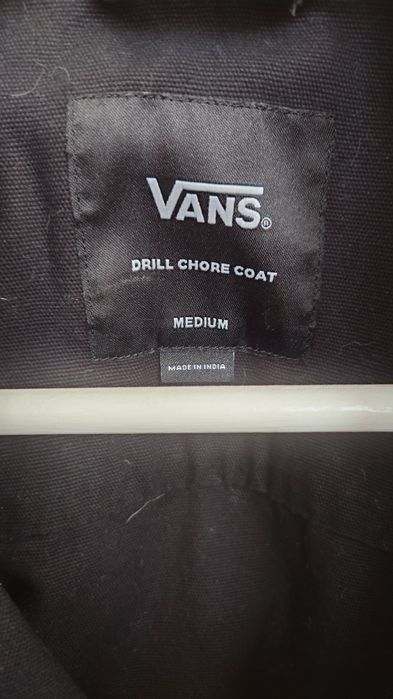 VANS®
DRILL CHORE COAT
MEDIUM
MADE IN INDIA